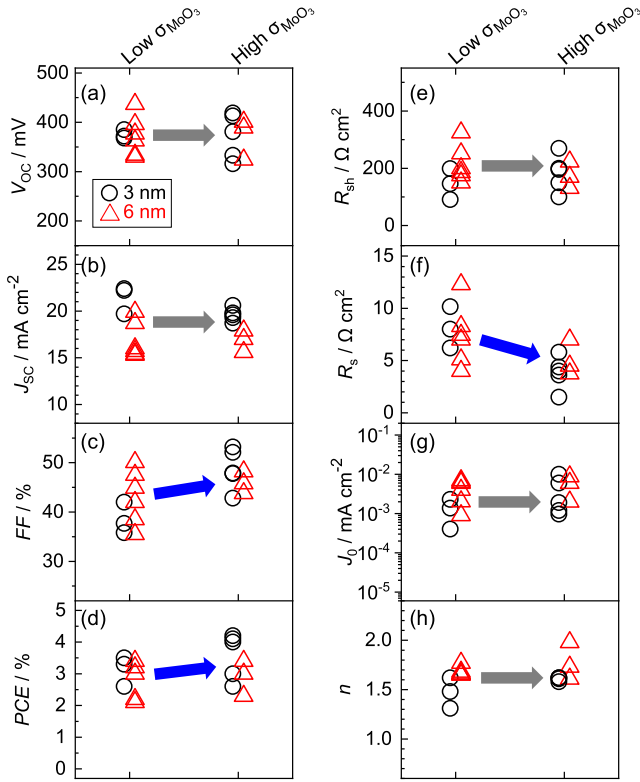 Low σMoO₃
High σMoO₃
Low σMoO₃
High σMoO₃
(a)
500
400
300
200
VOC / mV
3 nm
6 nm
(b)
25
20
15
10
JSC / mA cm-2
(c)
50
40
30
FF / %
(d)
5
4
3
2
1
0
PCE / %
(e)
400
200
0
Rsh / Ω cm²
(f)
15
10
5
0
Rs / Ω cm²
(g)
10-1
10-2
10-3
10-4
10-5
J0 / mA cm-2
(h)
2.0
1.5
1.0
n